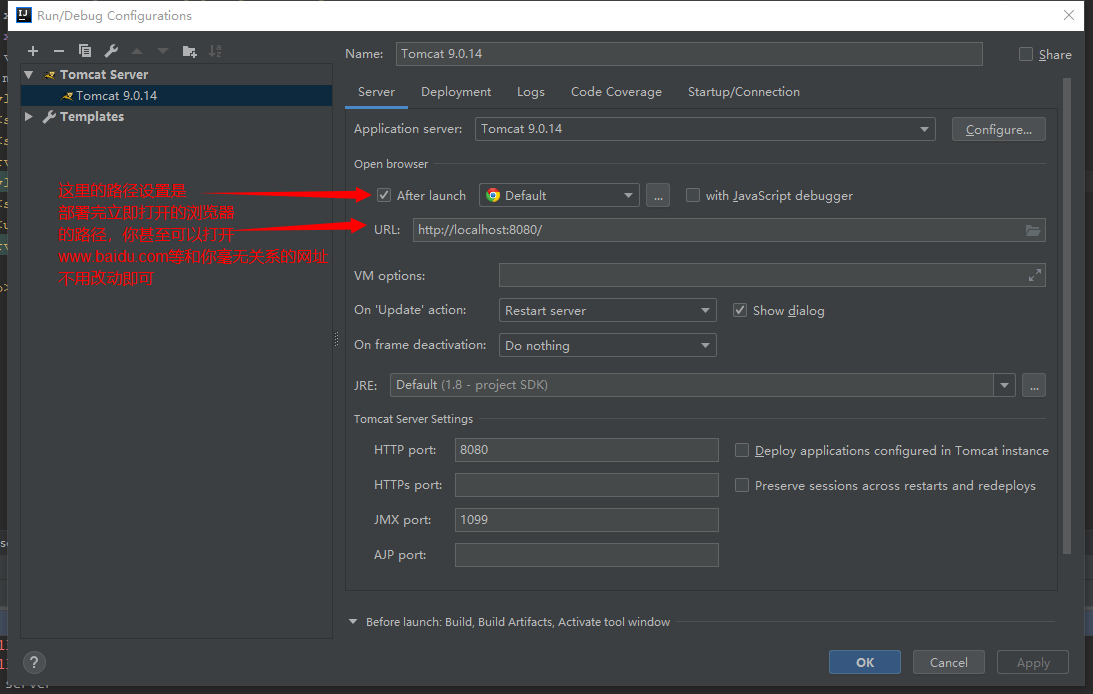 Run/Debug Configurations
Tomcat Server
Tomcat 9.0.14
Templates
这里的路径设置是
部署完立即打开的浏览器
的路径，你甚至可以打开
www.baidu.com等和你毫无关系的网址
不用改动即可
Name: Tomcat 9.0.14 Share
Server Deployment Logs Code Coverage Startup/Connection
Application server: Tomcat 9.0.14 Configure...
Open browser
After launch Default ... with JavaScript debugger
URL: http://localhost:8080/
VM options:
On 'Update' action: Restart server Show dialog
On frame deactivation: Do nothing
JRE: Default (1.8 - project SDK) ...
Tomcat Server Settings
HTTP port: 8080 Deploy applications configured in Tomcat instance
HTTPs port: Preserve sessions across restarts and redeploys
JMX port: 1099
AJP port:
Before launch: Build, Build Artifacts, Activate tool window
? OK Cancel Apply